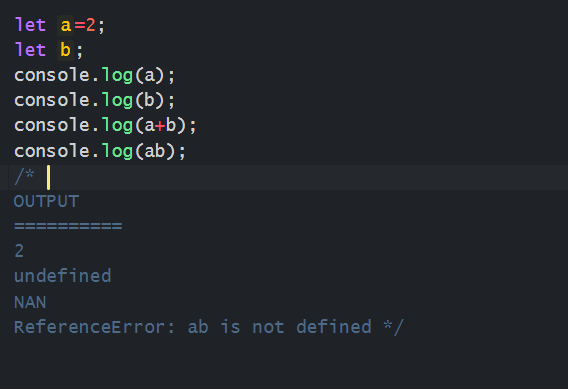 let a=2;
let b;
console.log(a);
console.log(b);
console.log(a+b);
console.log(ab);
/*
OUTPUT
==========
2
undefined
NAN
ReferenceError: ab is not defined */